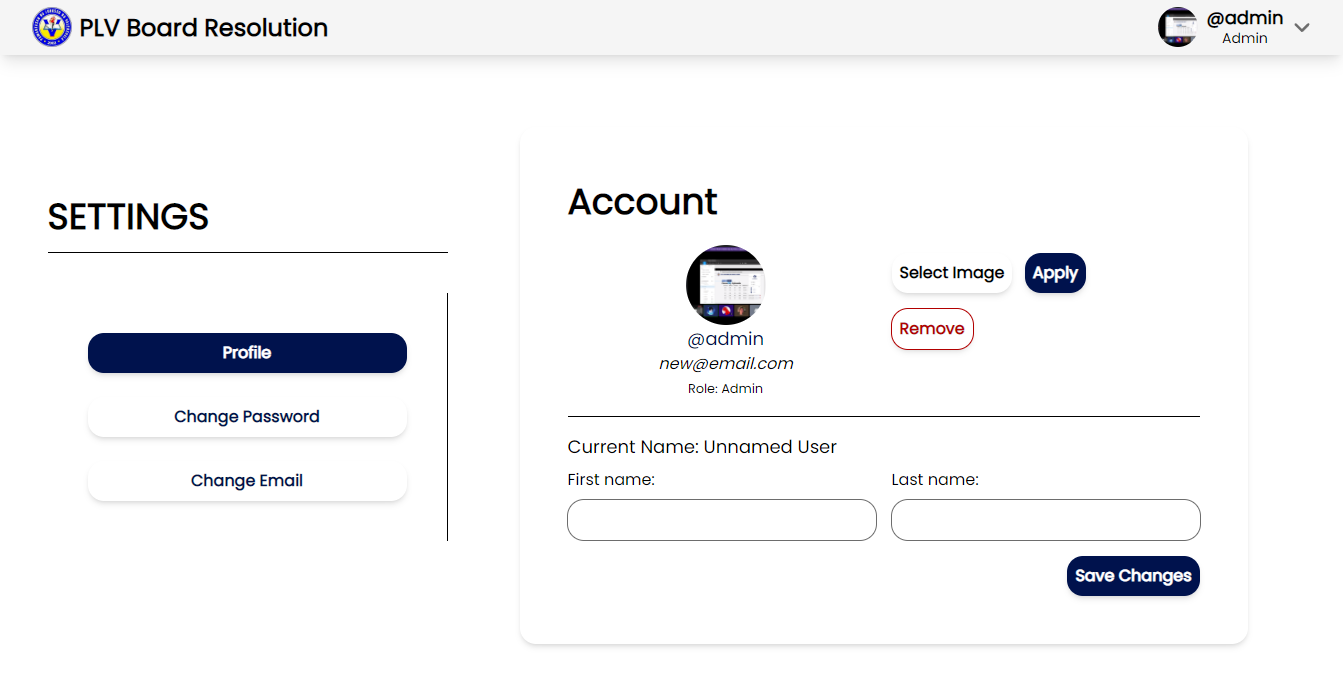 PLV Board Resolution
@admin
Admin
SETTINGS
Profile
Change Password
Change Email
Account
@admin
new@email.com
Role: Admin
Select Image
Apply
Remove
Current Name: Unnamed User
First name:
Last name:
Save Changes